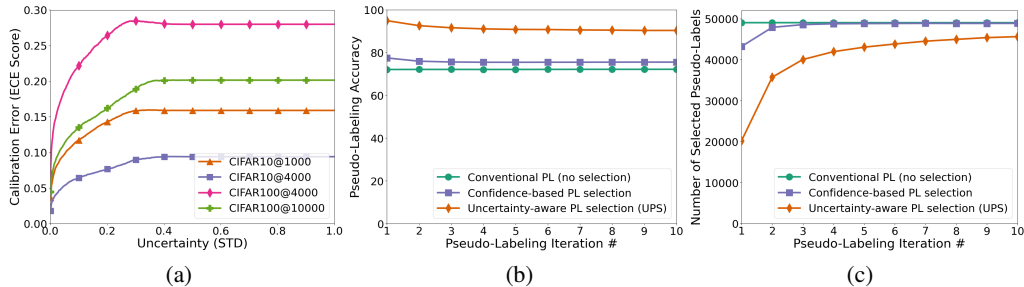 Calibration Error (ECE Score)
0.30
0.25
0.20
0.15
0.10
0.05
0.00
0.0 0.2 0.4 0.6 0.8 1.0
Uncertainty (STD)
CIFAR10@1000
CIFAR10@4000
CIFAR100@4000
CIFAR100@10000
(a)
Pseudo-Labeling Accuracy
100
80
60
40
20
0
1 2 3 4 5 6 7 8 9 10
Pseudo-Labeling Iteration #
Conventional PL (no selection)
Confidence-based PL selection
Uncertainty-aware PL selection (UPS)
(b)
Number of Selected Pseudo-Labels
50000
40000
30000
20000
10000
0
1 2 3 4 5 6 7 8 9 10
Pseudo-Labeling Iteration #
Conventional PL (no selection)
Confidence-based PL selection
Uncertainty-aware PL selection (UPS)
(c)